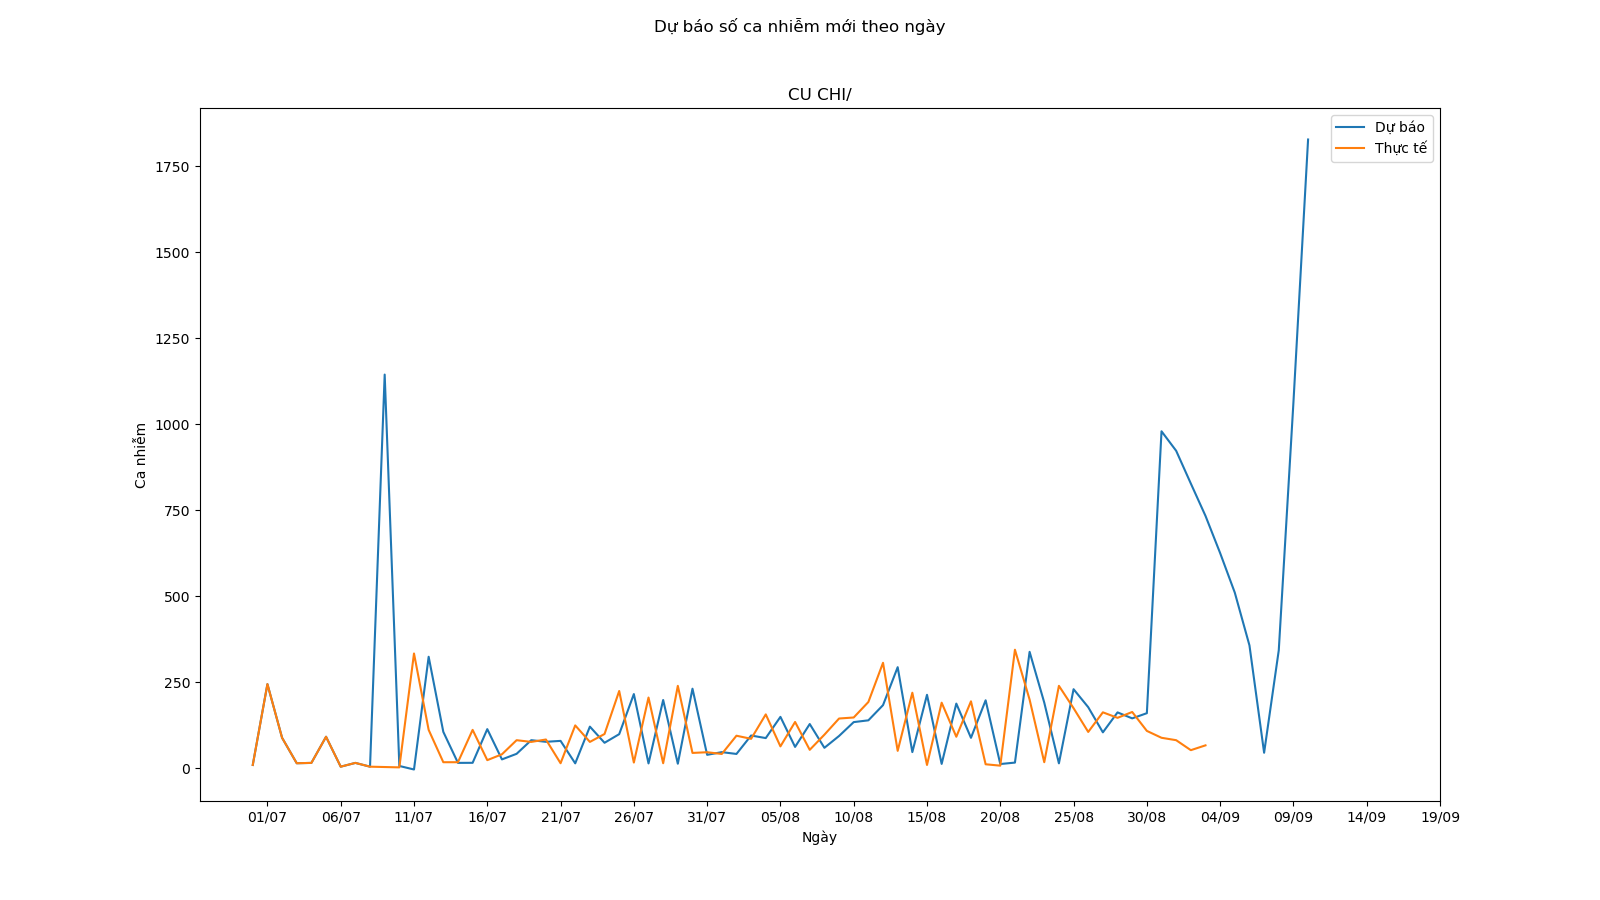 Dự báo số ca nhiễm mới theo ngày
CU CHI/
Dự báo
Thực tế
1750
1500
1250
1000
750
500
250
0
Ca nhiễm
01/07 06/07 11/07 16/07 21/07 26/07 31/07 05/08 10/08 15/08 20/08 25/08 30/08 04/09 09/09 14/09 19/09
Ngày